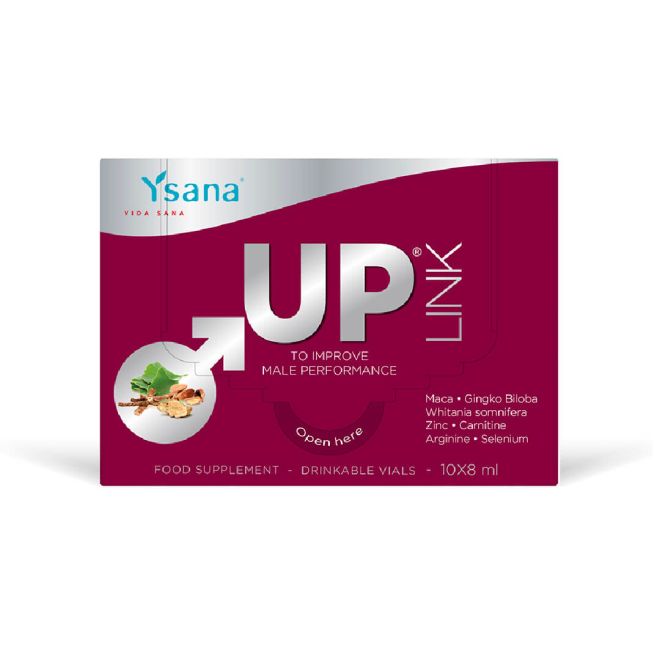 Ysana®
VIDA SANA
UP® LINK
TO IMPROVE
MALE PERFORMANCE
Maca • Gingko Biloba
Whitania somnifera
Zinc • Carnitine
Arginine • Selenium
Open here
FOOD SUPPLEMENT - DRINKABLE VIALS - 10X8 ml